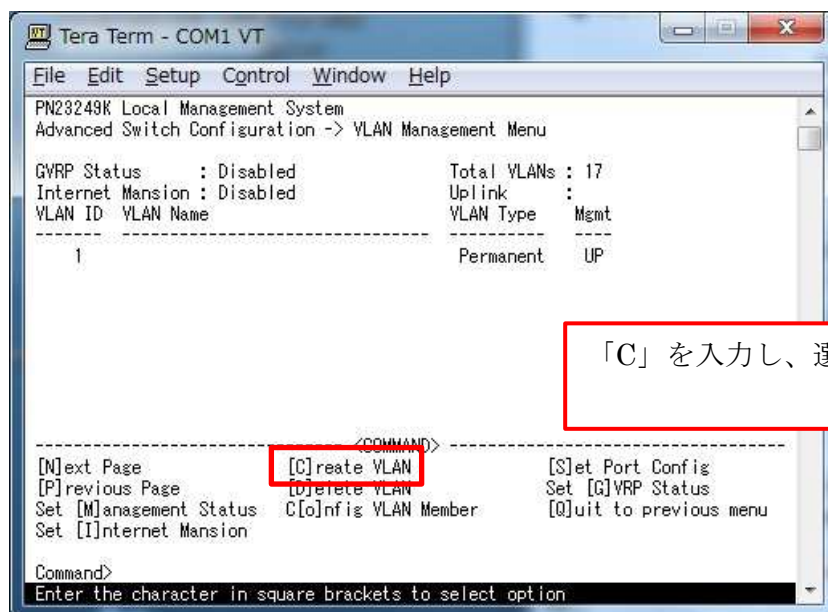 Tera Term - COM1 VT
File Edit Setup Control Window Help
PN23249K Local Management System
Advanced Switch Configuration -> VLAN Management Menu
GVRP Status : Disabled Total VLANs : 17
Internet Mansion : Disabled Uplink :
VLAN ID VLAN Name VLAN Type Mgmt
------- -------------------------------- ---------- ----
1 Permanent UP
「C」を入力し、選
----------------------------------- <COMMAND> -----------------------------------
[N]ext Page [C]reate VLAN [S]et Port Config
[P]revious Page [D]elete VLAN Set [G]VRP Status
Set [M]anagement Status C[o]nfig VLAN Member [Q]uit to previous menu
Set [I]nternet Mansion
Command>
Enter the character in square brackets to select option